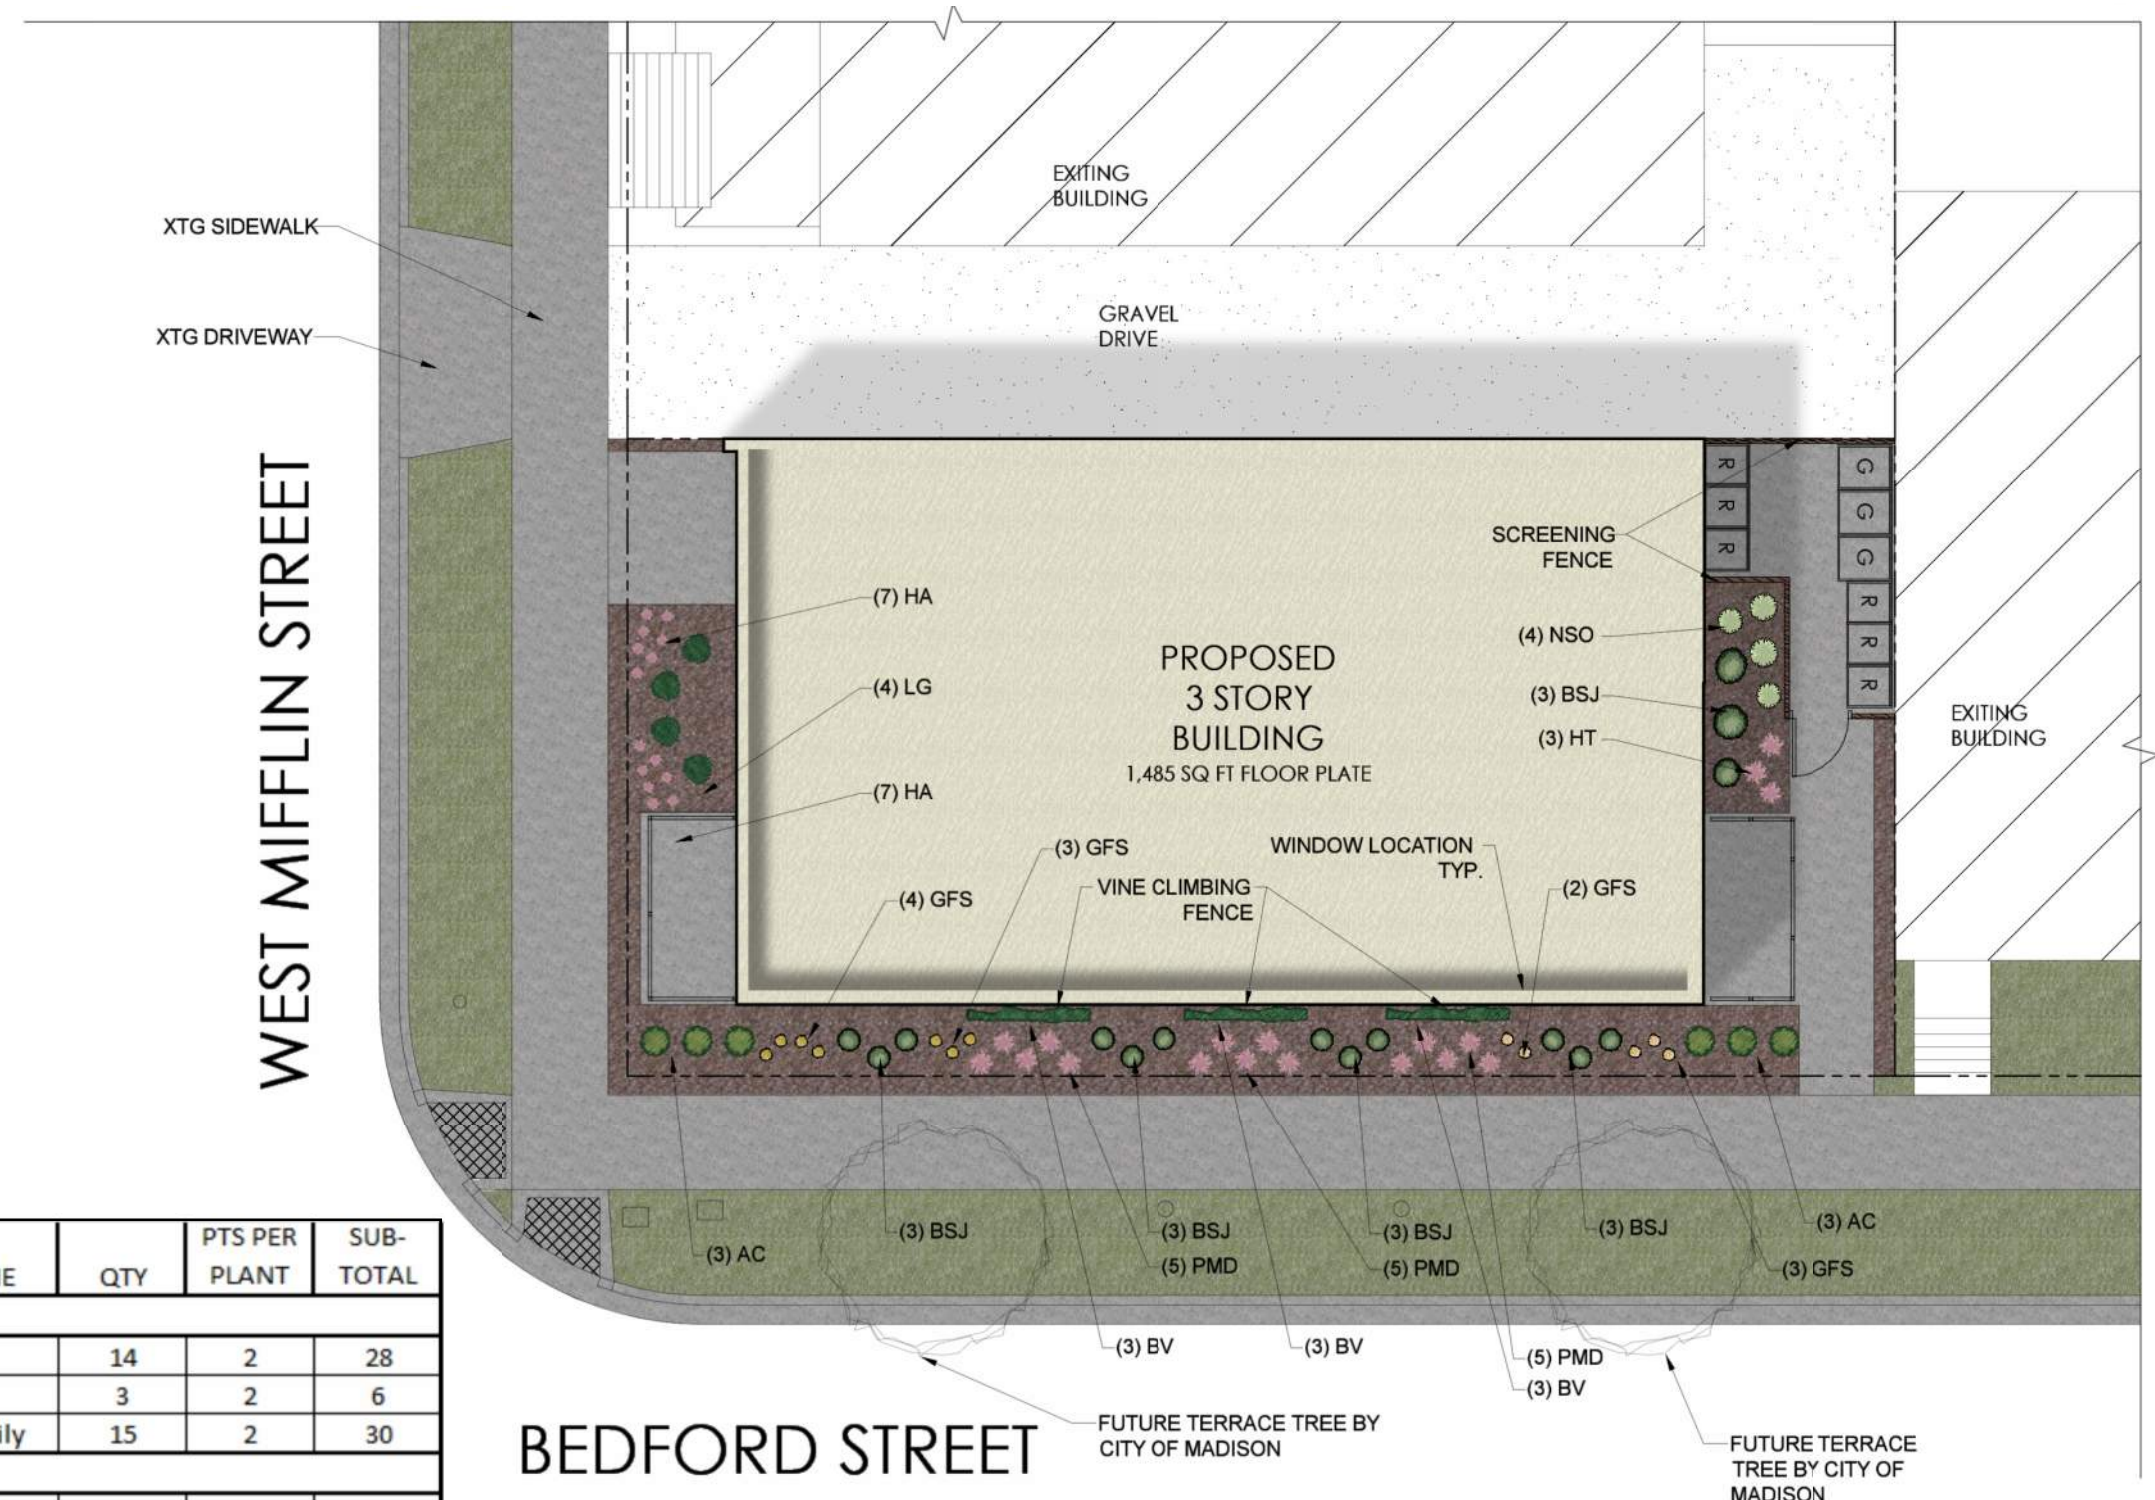 XTG SIDEWALK
XTG DRIVEWAY
WEST MIFFLIN STREET
EXITING
BUILDING
GRAVEL
DRIVE
SCREENING
FENCE
R
R
R
G
G
G
R
R
R
(7) HA
(4) LG
(7) HA
PROPOSED
3 STORY
BUILDING
1,485 SQ FT FLOOR PLATE
(4) NSO
(3) BSJ
(3) HT
EXITING
BUILDING
(3) GFS
(4) GFS
VINE CLIMBING
FENCE
WINDOW LOCATION
TYP.
(2) GFS
(3) AC
(3) BSJ
(3) BSJ
(5) PMD
(3) BSJ
(5) PMD
(3) BSJ
(3) AC
(3) GFS
(3) BV
(3) BV
(5) PMD
(3) BV
FUTURE TERRACE TREE BY
CITY OF MADISON
FUTURE TERRACE
TREE BY CITY OF
MADISON
BEDFORD STREET
QTY PTS PER PLANT SUB-TOTAL
14 2 28
3 2 6
15 2 30